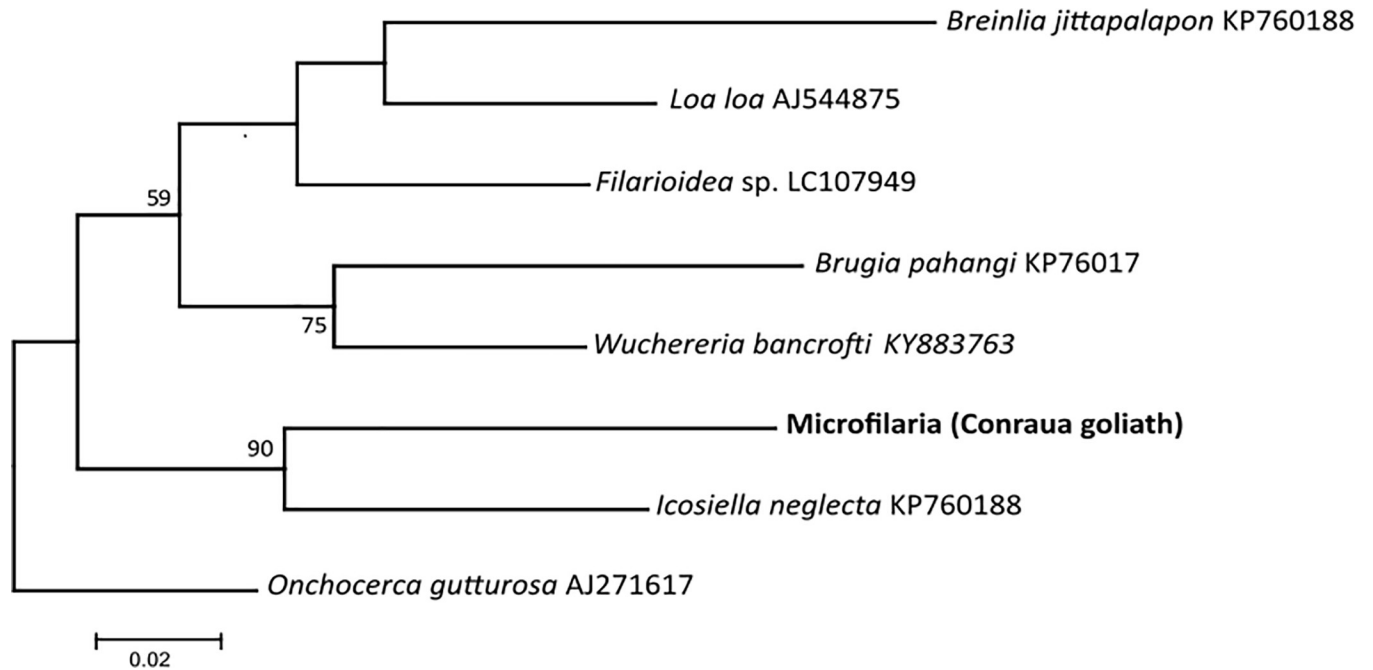 Breinlia jittapalapon KP760188
Loa loa AJ544875
Filarioidea sp. LC107949
59
Brugia pahangi KP76017
75
Wuchereria bancrofti KY883763
Microfilaria (Conraua goliath)
90
Icosiella neglecta KP760188
Onchocerca gutturosa AJ271617
0.02